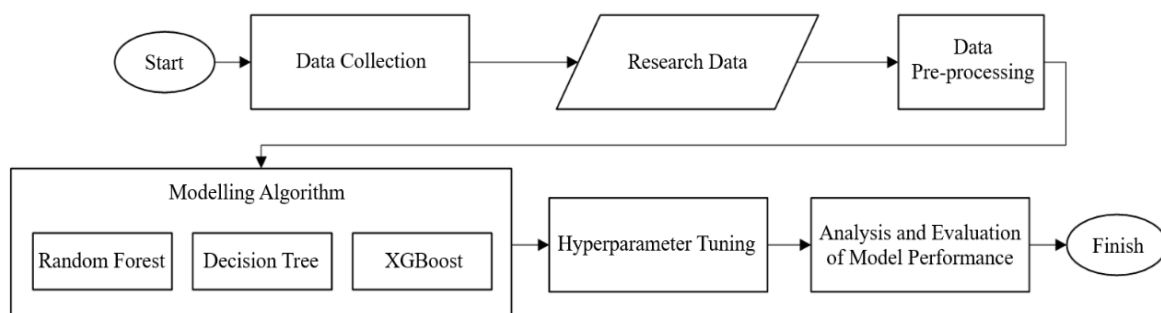 Start
Data Collection
Research Data
Data
Pre-processing
Modelling Algorithm
Random Forest
Decision Tree
XGBoost
Hyperparameter Tuning
Analysis and Evaluation
of Model Performance
Finish